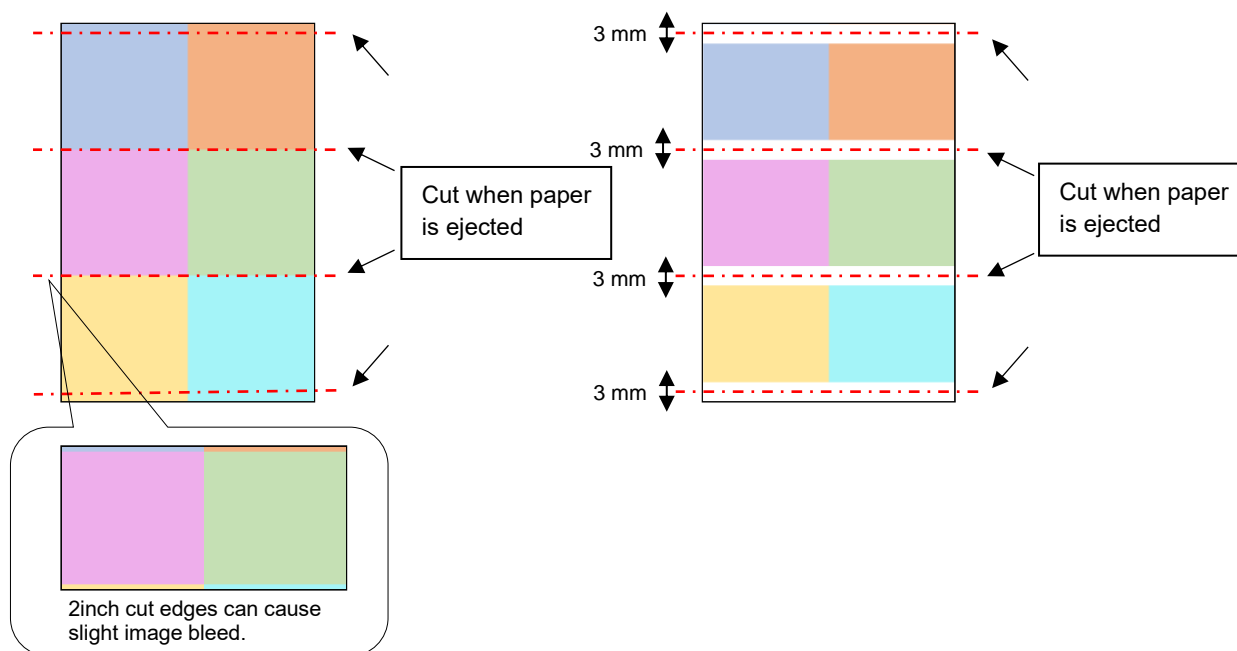 Cut when paper
is ejected
2inch cut edges can cause
slight image bleed.
3 mm
3 mm
3 mm
3 mm
Cut when paper
is ejected